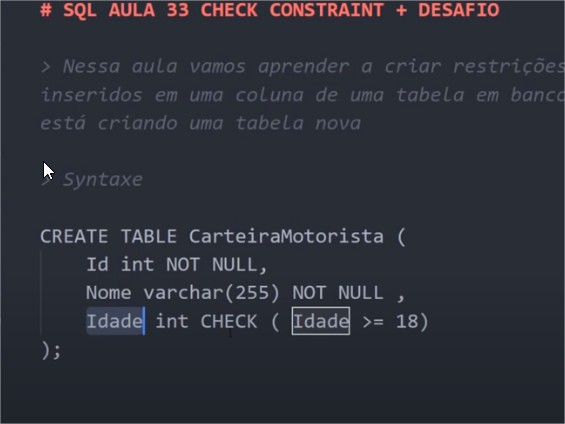 # SQL AULA 33 CHECK CONSTRAINT + DESAFIO
> Nessa aula vamos aprender a criar restrições
inseridos em uma coluna de uma tabela em banco
está criando uma tabela nova
> Syntaxe
CREATE TABLE CarteiraMotorista (
Id int NOT NULL,
Nome varchar(255) NOT NULL ,
Idade int CHECK ( Idade >= 18)
);